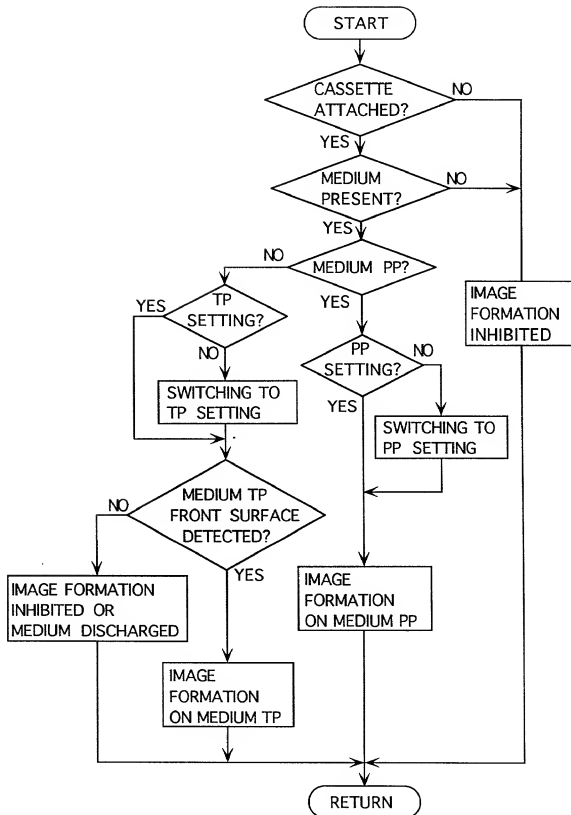 START
CASSETTE
ATTACHED?
NO
YES
MEDIUM
PRESENT?
NO
YES
MEDIUM PP?
NO
YES
TP
SETTING?
YES
NO
SWITCHING TO
TP SETTING
PP
SETTING?
NO
YES
SWITCHING TO
PP SETTING
IMAGE
FORMATION
INHIBITED
MEDIUM TP
FRONT SURFACE
DETECTED?
NO
YES
IMAGE FORMATION
INHIBITED OR
MEDIUM DISCHARGED
IMAGE
FORMATION
ON MEDIUM TP
IMAGE
FORMATION
ON MEDIUM PP
RETURN